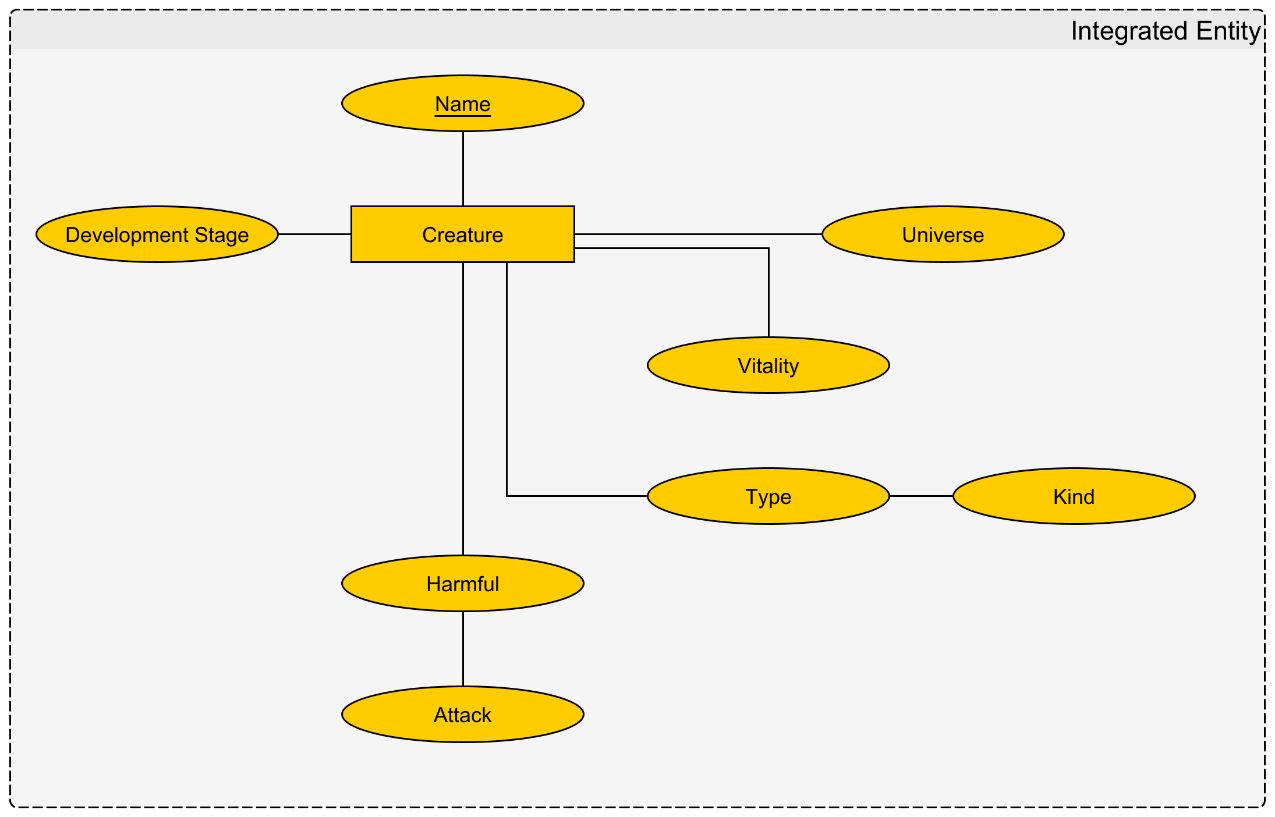 Integrated Entity
Name
Development Stage
Creature
Universe
Vitality
Type
Kind
Harmful
Attack